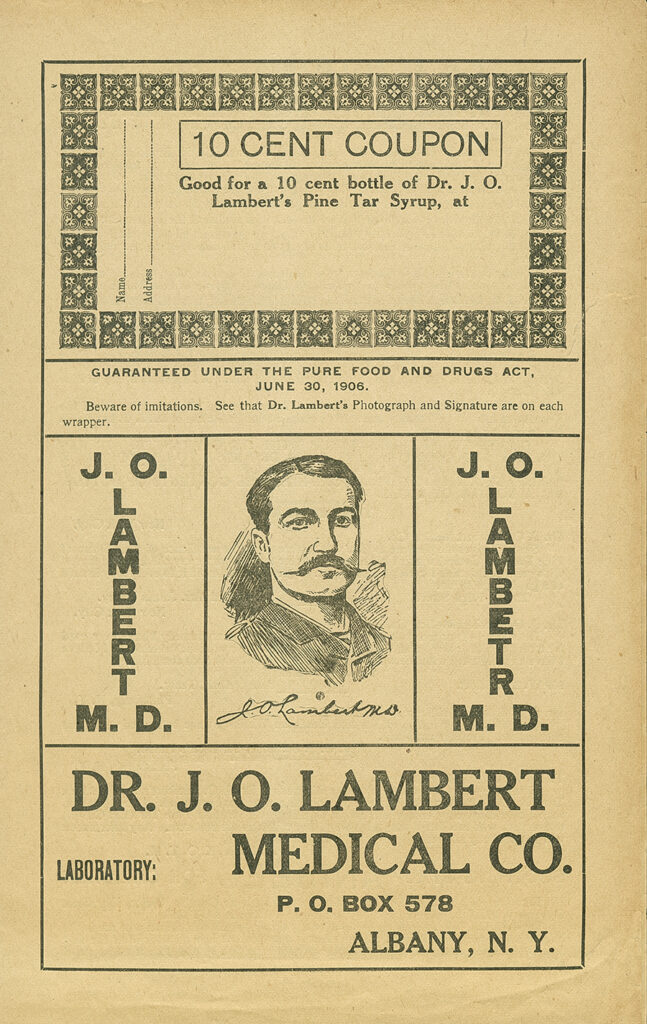 10 CENT COUPON
Good for a 10 cent bottle of Dr. J. O.
Lambert's Pine Tar Syrup, at
Name
Address
GUARANTEED UNDER THE PURE FOOD AND DRUGS ACT,
JUNE 30, 1906.
Beware of imitations. See that Dr. Lambert's Photograph and Signature are on each
wrapper.
J. O.
LAMBERT
M. D.
J. O. Lambert M.D.
J. O.
LAMBETR
M. D.
DR. J. O. LAMBERT
MEDICAL CO.
LABORATORY:
P. O. BOX 578
ALBANY, N. Y.